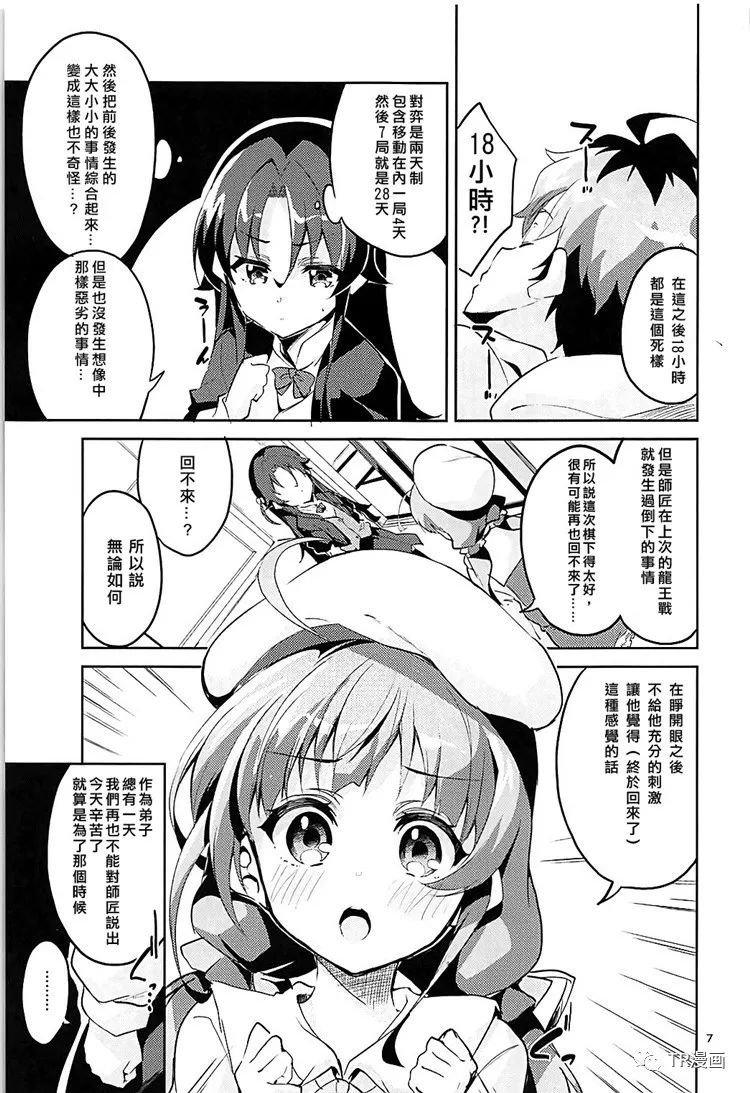 18小時?!
在這之後18小時
都是這個死樣
對弈是兩天制
包含移動在內一局4天
然後7局就是28天
然後把前後發生的
大大小小的事情綜合起來…
變成這樣也不奇怪…?
但是也沒發生想像中
那樣惡劣的事情…
但是師匠在上次的龍王戰
就發生過倒下的事情
所以說這次棋下得太好,
很有可能再也回不來了……
回不來…?
所以說
無論如何
在睜開眼之後
不給他充分的刺激
讓他覺得(終於回來了)
這種感覺的話
作為弟子
總有一天
我們再也不能對師匠説出
今天辛苦了
就算是為了那個時候
………
7
TR漫画